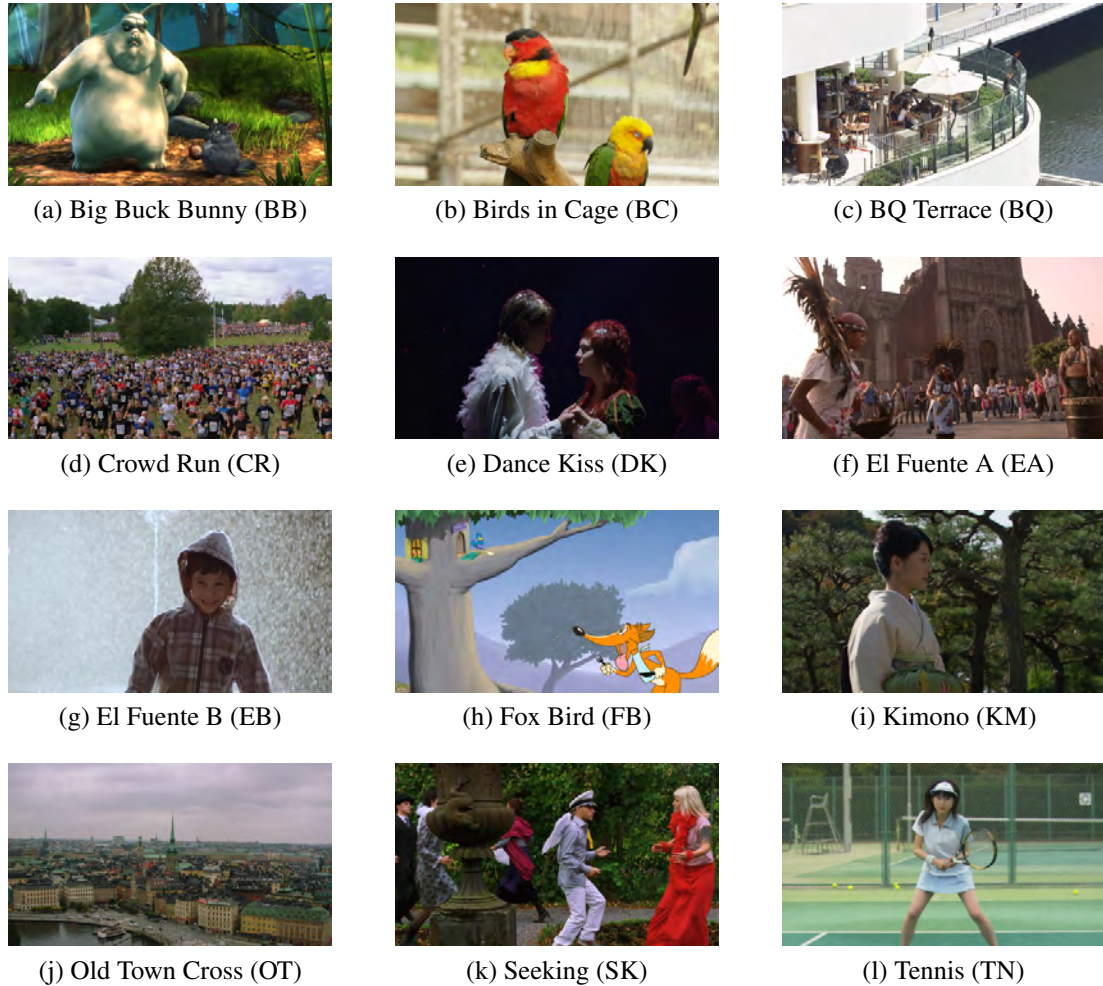 (a) Big Buck Bunny (BB)
(b) Birds in Cage (BC)
(c) BQ Terrace (BQ)
(d) Crowd Run (CR)
(e) Dance Kiss (DK)
(f) El Fuente A (EA)
(g) El Fuente B (EB)
(h) Fox Bird (FB)
(i) Kimono (KM)
(j) Old Town Cross (OT)
(k) Seeking (SK)
(l) Tennis (TN)